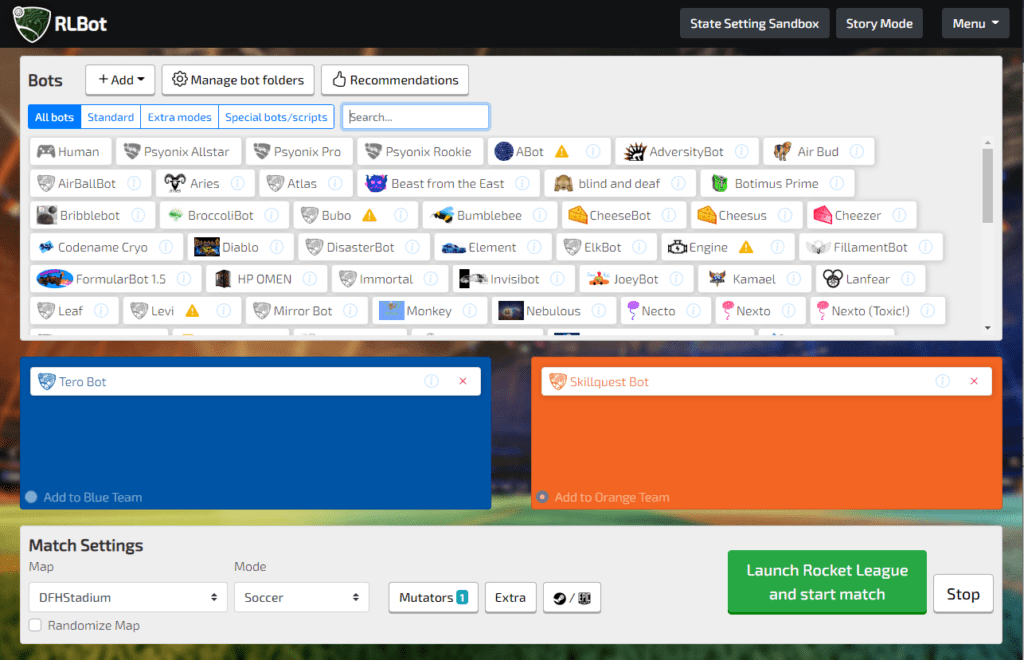 RLBot
State Setting Sandbox Story Mode Menu
Bots + Add Manage bot folders Recommendations
All bots Standard Extra modes Special bots/scripts Search...
Human Psyonix Allstar Psyonix Pro Psyonix Rookie ABot AdversityBot Air Bud
AirBallBot Aries Atlas Beast from the East blind and deaf Botimus Prime
Bribblebot BroccoliBot Bubo Bumblebee CheeseBot Cheesus Cheezer
Codename Cryo Diablo DisasterBot Element ElkBot Engine FillamentBot
FormularBot 1.5 HP OMEN Immortal Invisibot JoeyBot Kamael Lanfear
Leaf Levi Mirror Bot Monkey Nebulous Necto Nexto Nexto (Toxic!)
Tero Bot
Add to Blue Team
Skillquest Bot
Add to Orange Team
Match Settings
Map Mode
DFHStadium Soccer Mutators 1 Extra /
Randomize Map
Launch Rocket League
and start match
Stop